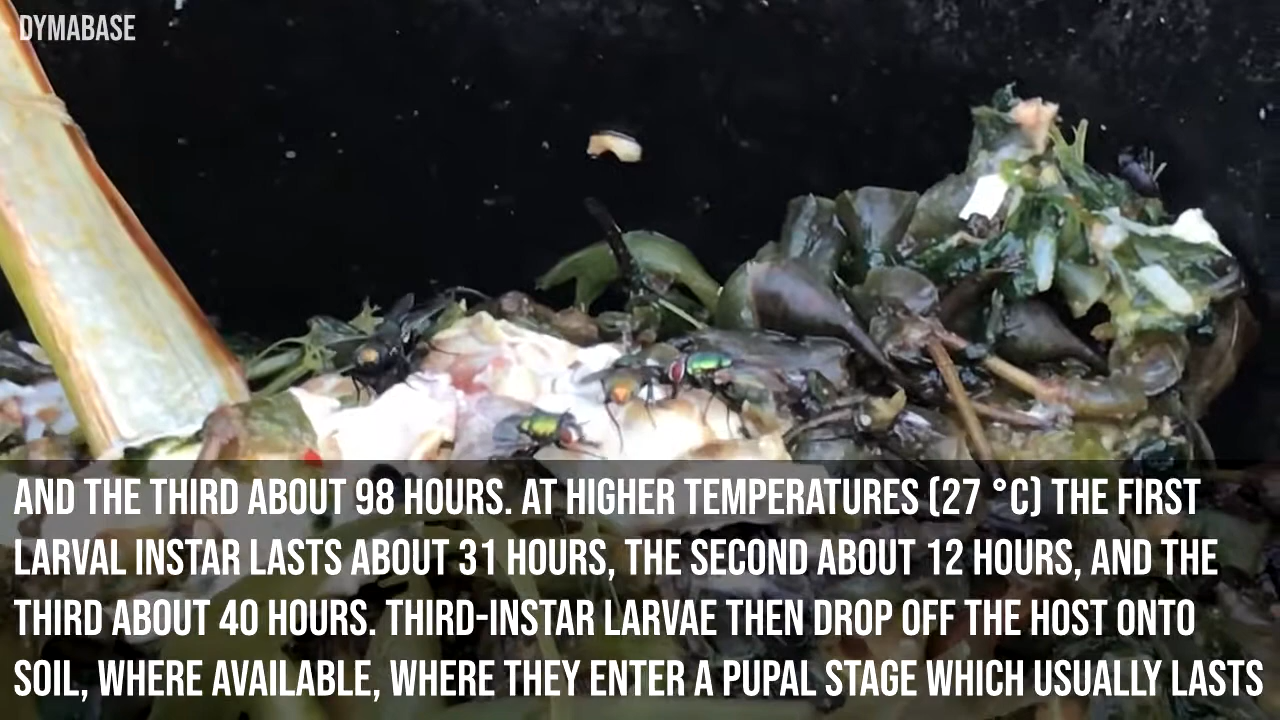 DYMABASE
AND THE THIRD ABOUT 98 HOURS. AT HIGHER TEMPERATURES (27 °C) THE FIRST
LARVAL INSTAR LASTS ABOUT 31 HOURS, THE SECOND ABOUT 12 HOURS, AND THE
THIRD ABOUT 40 HOURS. THIRD-INSTAR LARVAE THEN DROP OFF THE HOST ONTO
SOIL, WHERE AVAILABLE, WHERE THEY ENTER A PUPAL STAGE WHICH USUALLY LASTS